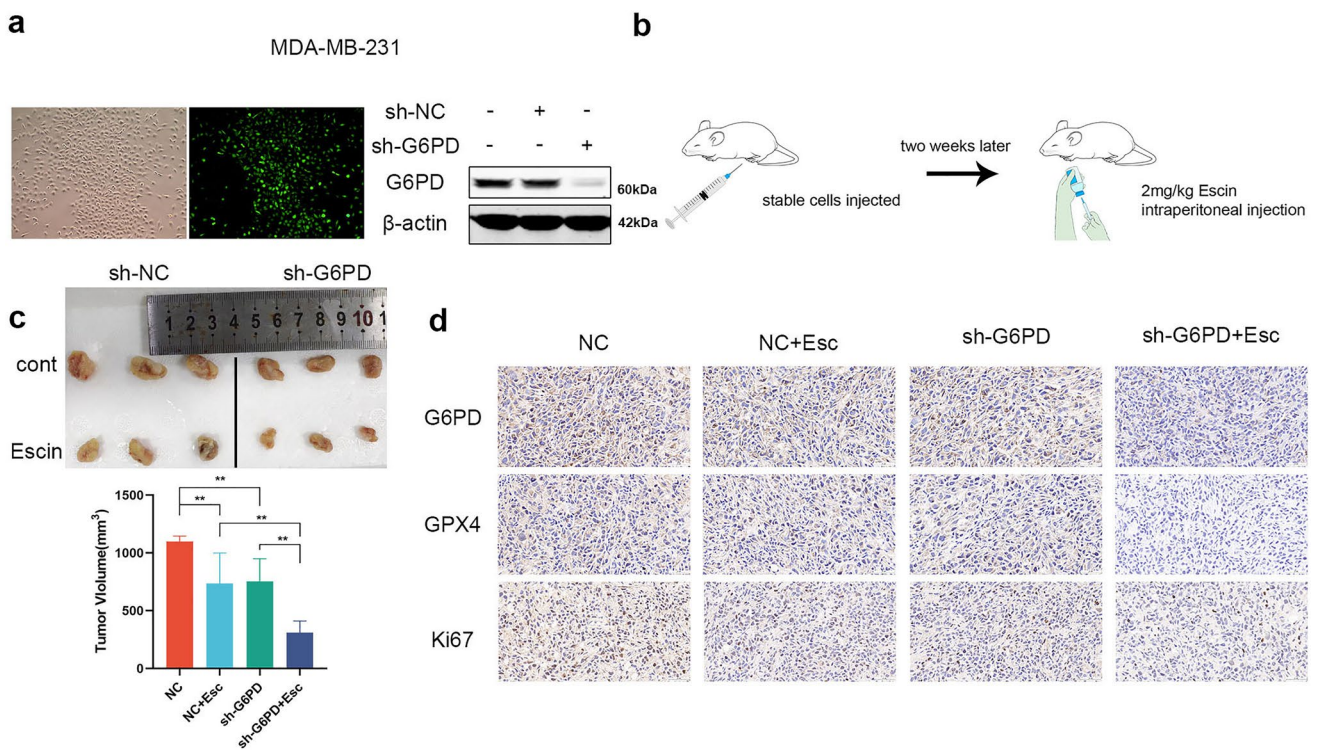 a
MDA-MB-231
sh-NC - + -
sh-G6PD - - +
G6PD 60kDa
β-actin 42kDa
b
two weeks later
stable cells injected
2mg/kg Escin
intraperitoneal injection
c
sh-NC sh-G6PD
1 2 3 4 5 6 7 8 9 10 1
cont
Escin
Tumor Vlolume(mm³)
1500
1000
500
0
** ** ** **
NC NC+Esc sh-G6PD sh-G6PD+Esc
d
NC NC+Esc sh-G6PD sh-G6PD+Esc
G6PD
GPX4
Ki67